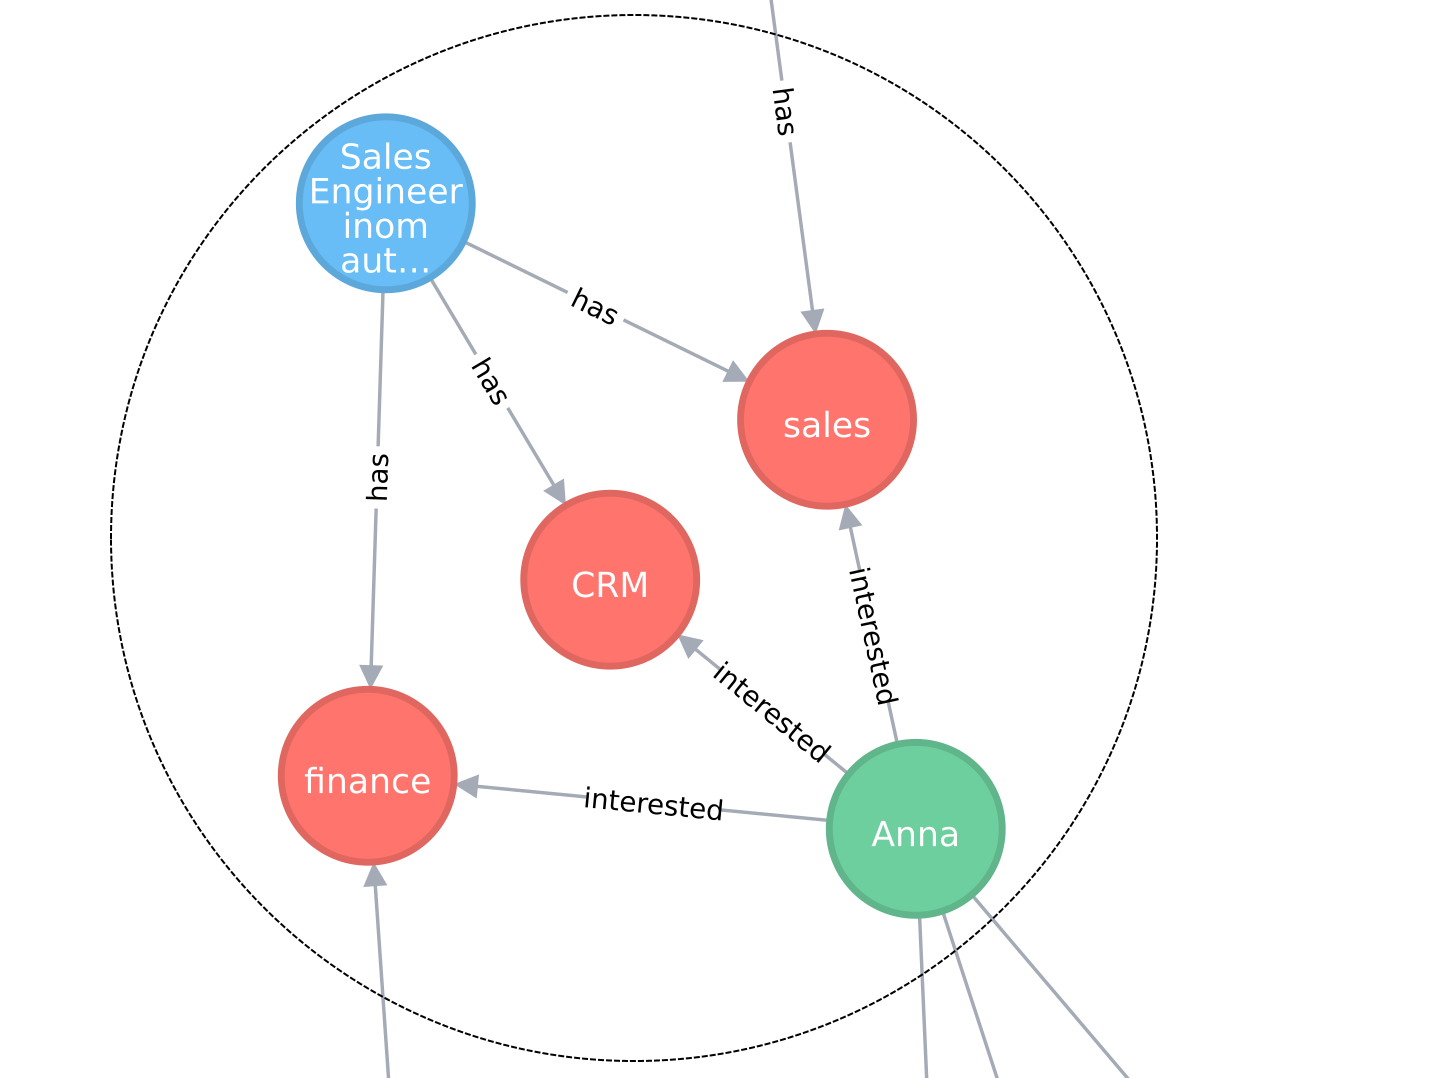 has
Sales
Engineer
inom
aut...
has
has
sales
has
CRM
interested
interested
finance
interested
Anna